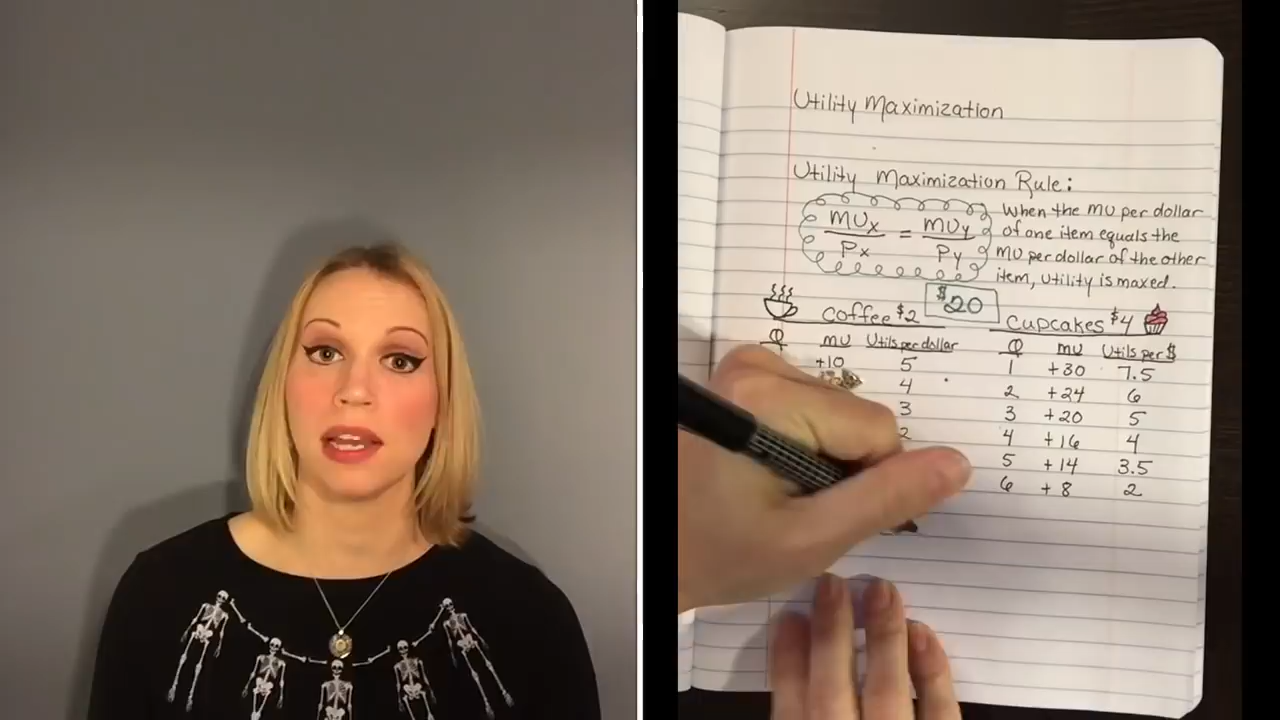 Utility Maximization
Utility Maximization Rule:
MUx / Px = MUy / Py
When the MU per dollar
of one item equals the
MU per dollar of the other
item, utility is maxed.
$20
Coffee $2
Q MU Utils per dollar
+10 5
4
3
2
Cupcakes $4
Q MU Utils per $
1 +30 7.5
2 +24 6
3 +20 5
4 +16 4
5 +14 3.5
6 +8 2